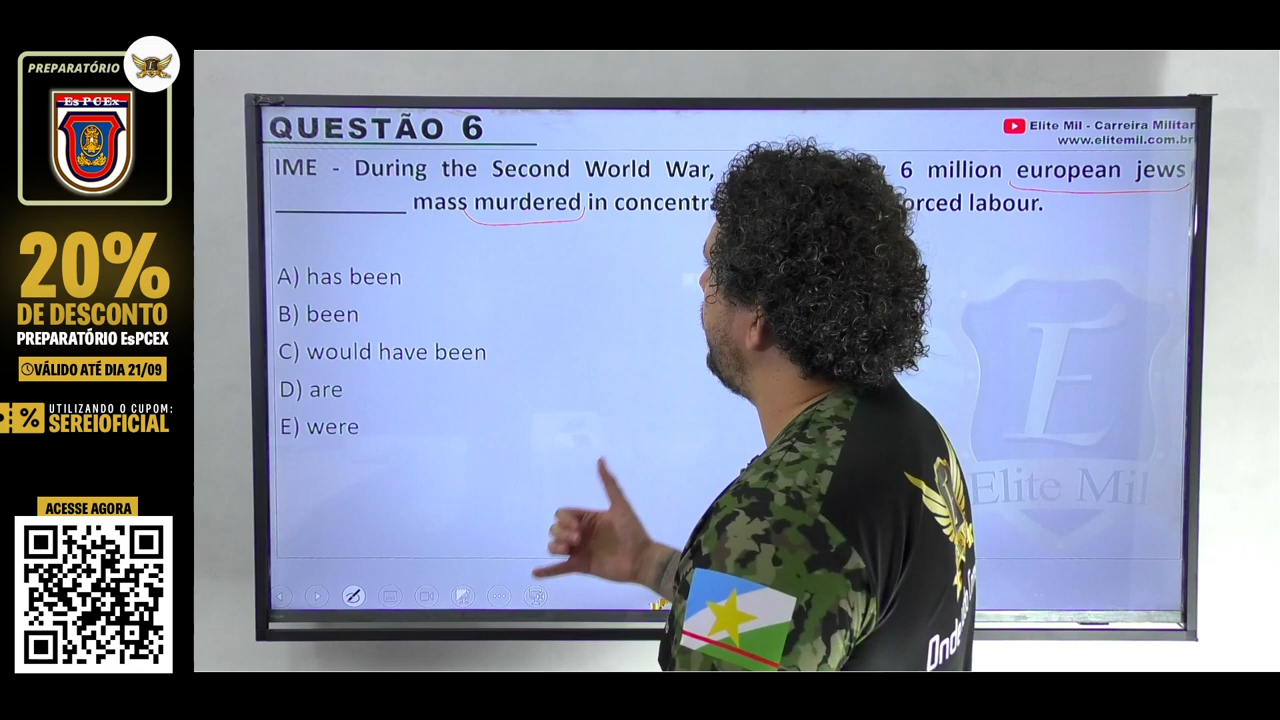 PREPARATÓRIO
EsPCEx
20%
DE DESCONTO
PREPARATÓRIO EsPCEX
VÁLIDO ATÉ DIA 21/09
%
UTILIZANDO O CUPOM:
SEREIOFICIAL
ACESSE AGORA
QUESTÃO 6
Elite Mil - Carreira Militar
www.elitemil.com.br
IME - During the Second World War, 6 million european jews
____________ mass murdered in labour.
A) has been
B) been
C) would have been
D) are
E) were
E
Elite Mil